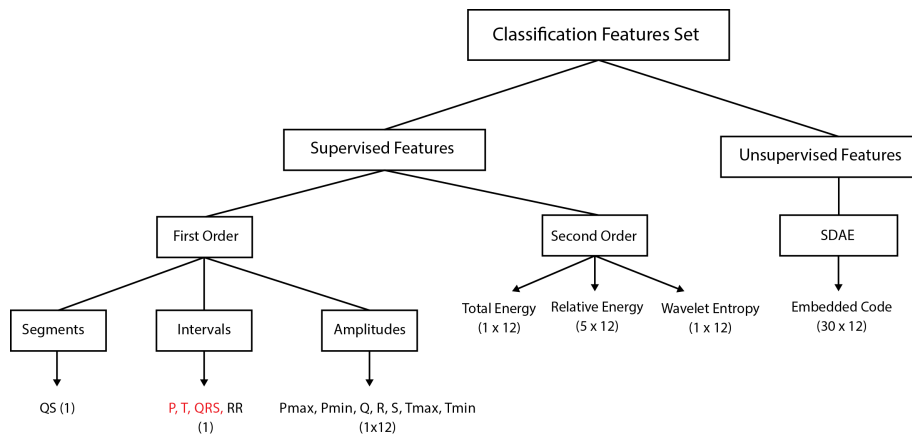 Classification Features Set
Supervised Features
Unsupervised Features
First Order
Second Order
SDAE
Total Energy
(1 x 12)
Relative Energy
(5 x 12)
Wavelet Entropy
(1 x 12)
Embedded Code
(30 x 12)
Segments
Intervals
Amplitudes
QS (1)
P, T, QRS, RR
(1)
Pmax, Pmin, Q, R, S, Tmax, Tmin
(1x12)